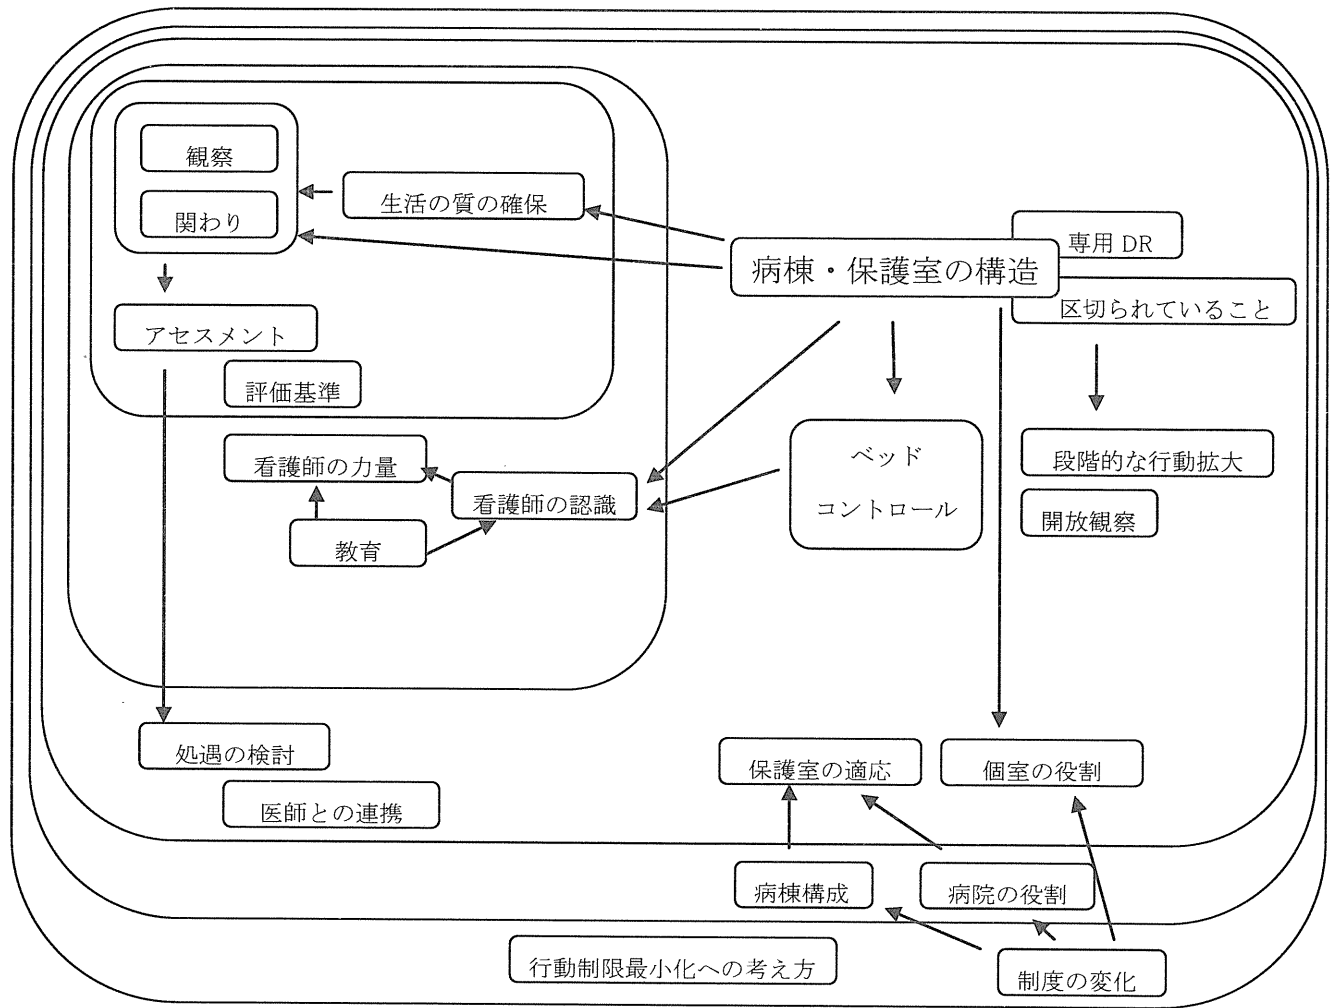 観察
関わり
生活の質の確保
専用 DR
病棟・保護室の構造
区切られていること
アセスメント
評価基準
看護師の力量
看護師の認識
教育
ベッド
コントロール
段階的な行動拡大
開放観察
処遇の検討
医師との連携
保護室の適応
個室の役割
病棟構成
病院の役割
行動制限最小化への考え方
制度の変化